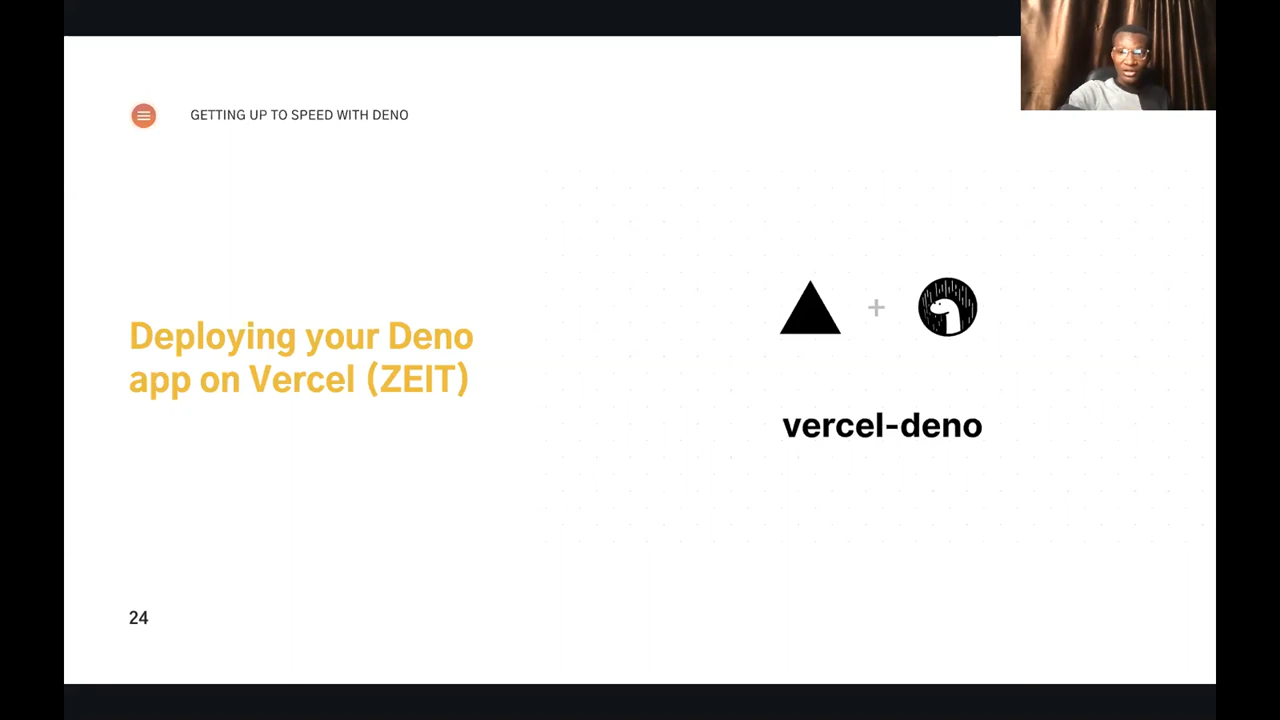 GETTING UP TO SPEED WITH DENO
Deploying your Deno
app on Vercel (ZEIT)
+
vercel-deno
24